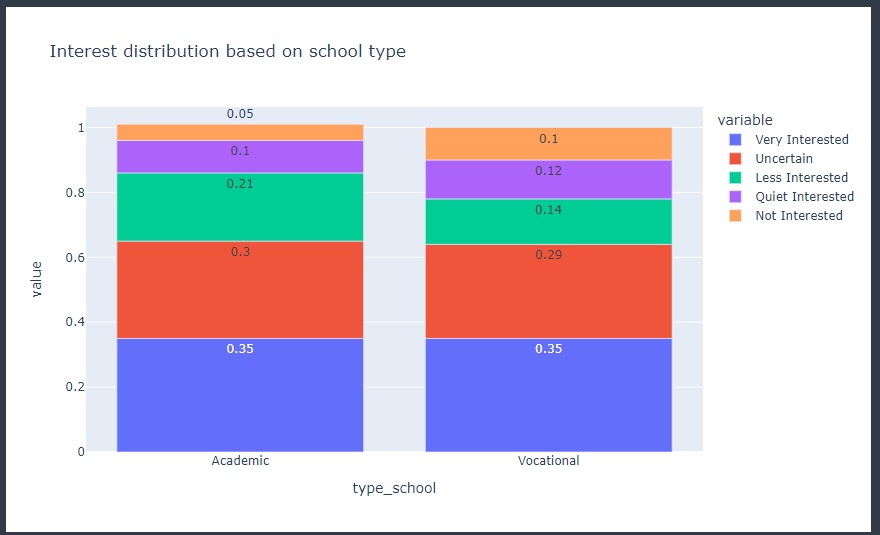 Interest distribution based on school type
0.05
0.1
0.21
0.3
0.35
0.1
0.12
0.14
0.29
0.35
1
0.8
0.6
0.4
0.2
0
value
Academic
Vocational
type_school
variable
Very Interested
Uncertain
Less Interested
Quiet Interested
Not Interested